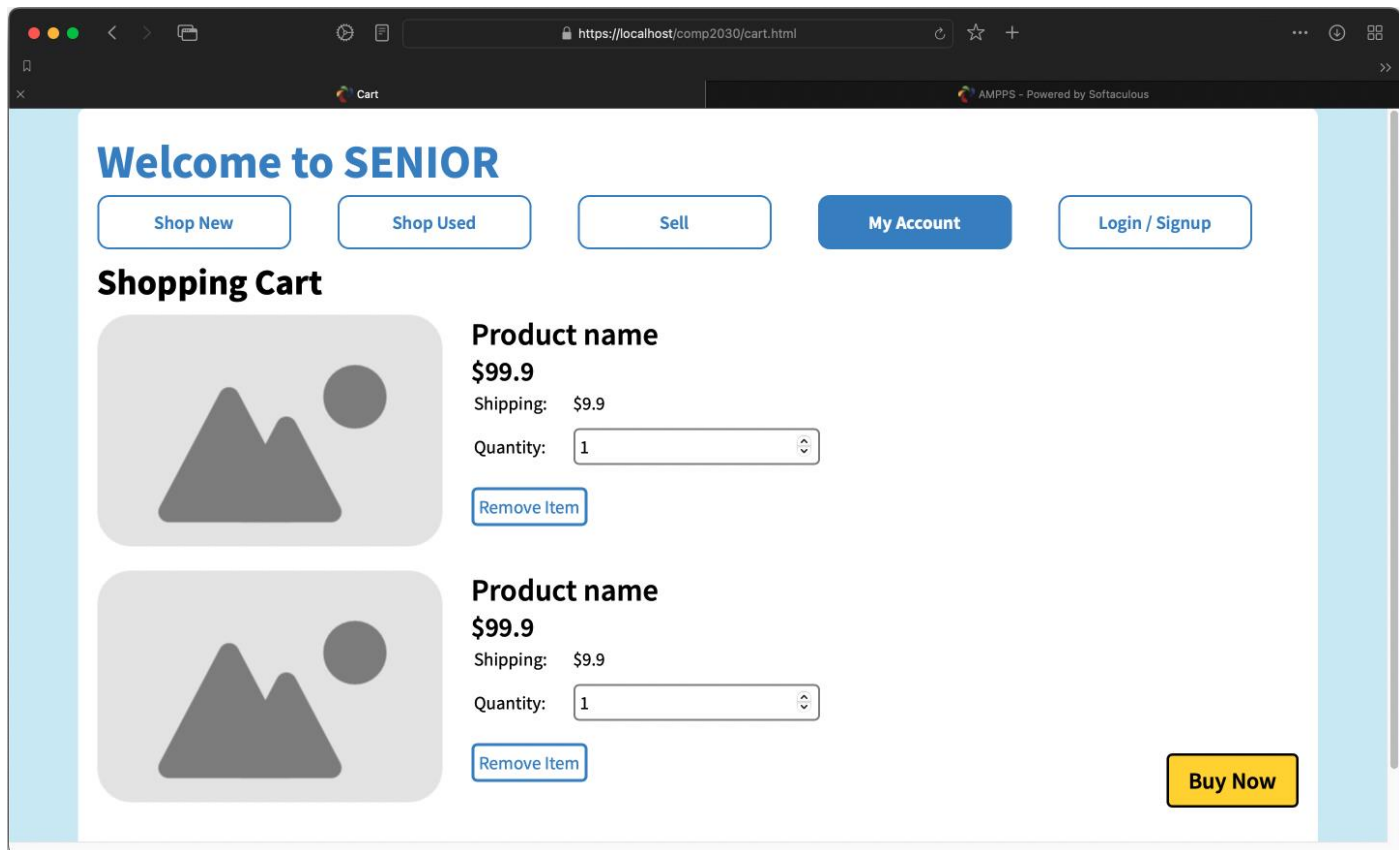 https://localhost/comp2030/cart.html
Cart
AMPPS - Powered by Softaculous
Welcome to SENIOR
Shop New
Shop Used
Sell
My Account
Login / Signup
Shopping Cart
Product name
$99.9
Shipping: $9.9
Quantity: 1
Remove Item
Product name
$99.9
Shipping: $9.9
Quantity: 1
Remove Item
Buy Now